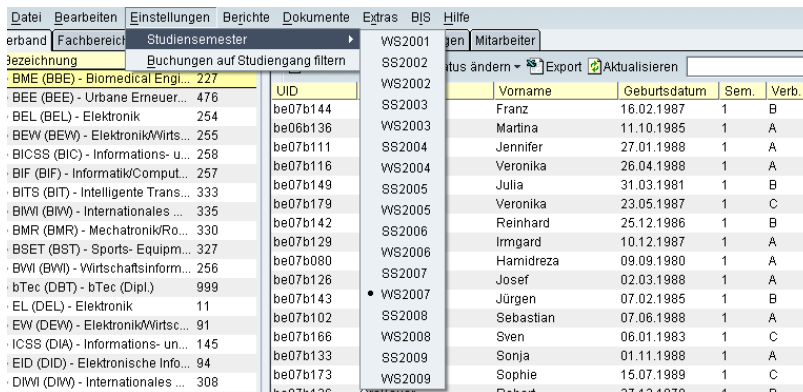 Datei Bearbeiten Einstellungen Berichte Dokumente Extras BIS Hilfe
erband Fachbereich Studiensemester WS2001 gen Mitarbeiter
Bezeichnung Buchungen auf Studiengang filtern SS2002 tus ändern Export Aktualisieren
BME (BBE) - Biomedical Engi... 227 WS2002
UID Vorname Geburtsdatum Sem. Verb.
BEE (BEE) - Urbane Erneuer... 476 be07b144 SS2003 Franz 16.02.1987 1 B
BEL (BEL) - Elektronik 254 be06b136 WS2003 Martina 11.10.1985 1 A
BEW (BEW) - Elektronik/Wirts... 255 be07b111 SS2004 Jennifer 27.01.1988 1 A
BICSS (BIC) - Informations- u... 258 be07b116 WS2004 Veronika 26.04.1988 1 A
BIF (BIF) - Informatik/Comput... 257 be07b149 SS2005 Julia 31.03.1981 1 B
BITS (BIT) - Intelligente Trans... 333 be07b179 WS2005 Veronika 23.05.1987 1 C
BIWI (BIW) - Internationales ... 335 be07b142 SS2006 Reinhard 25.12.1986 1 B
BMR (BMR) - Mechatronik/Ro... 330 be07b129 WS2006 Irmgard 10.12.1987 1 A
BSET (BST) - Sports- Equipm... 327 be07b080 SS2007 Hamidreza 09.09.1980 1 A
BWI (BWI) - Wirtschaftsinform... 256 be07b126 Josef 02.03.1988 1 A
bTec (DBT) - bTec (Dipl.) 999 be07b143 WS2007 Jürgen 07.02.1985 1 B
EL (DEL) - Elektronik 11 be07b102 SS2008 Sebastian 07.06.1988 1 A
EW (DEW) - Elektronik/Wirtsc... 91 be07b166 WS2008 Sven 06.01.1983 1 C
ICSS (DIA) - Informations- un... 145 be07b133 SS2009 Sonja 01.11.1988 1 A
EID (DID) - Elektronische Info... 94 be07b173 WS2009 Sophie 15.07.1989 1 C
DIWI (DIW) - Internationales ... 308